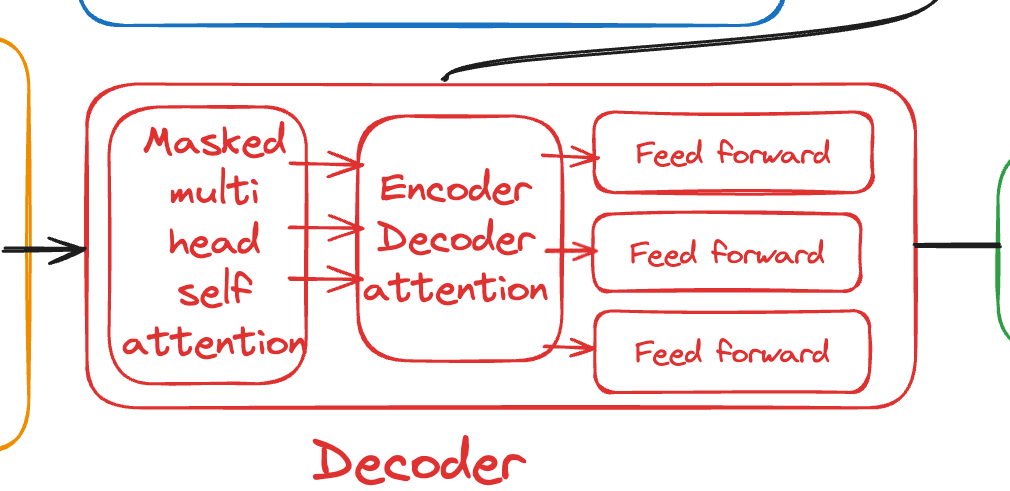 Masked
multi
head
self
attention
Encoder
Decoder
attention
Feed forward
Feed forward
Feed forward
Decoder